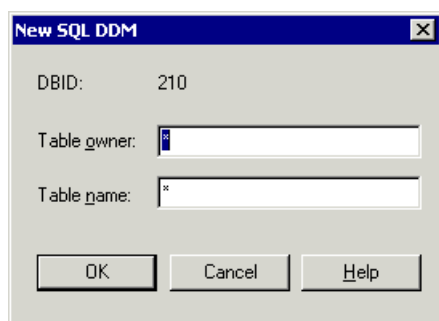 New SQL DDM
DBID: 210
Table owner: *
Table name: *
OK Cancel Help